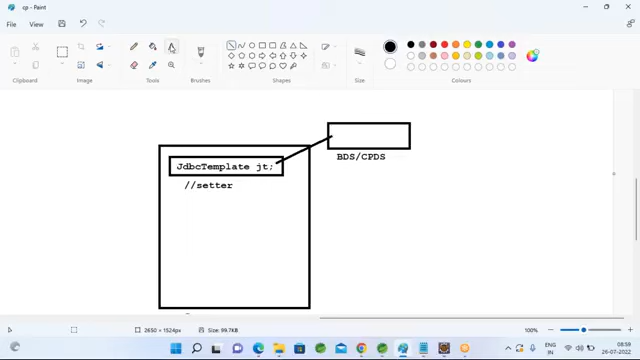 cp - Paint
File
View
Clipboard
Image
Tools
Brushes
Shapes
Size
Colours
BDS/CPDS
JdbcTemplate jt;
//setter
2650 × 1524px
Size: 99.7KB
100%
ENG
IN
08:59
26-07-2022